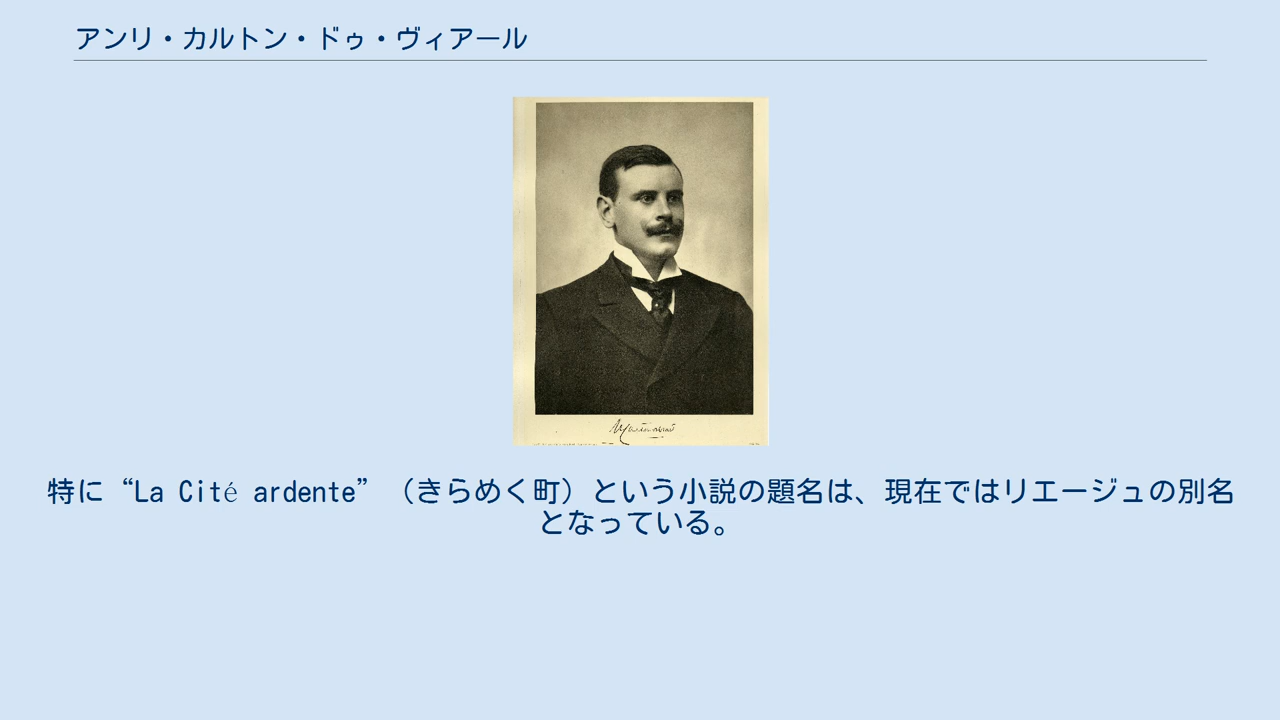 アンリ・カルトン・ドゥ・ヴィアール
特に“La Cité ardente”（きらめく町）という小説の題名は、現在ではリエージュの別名
となっている。